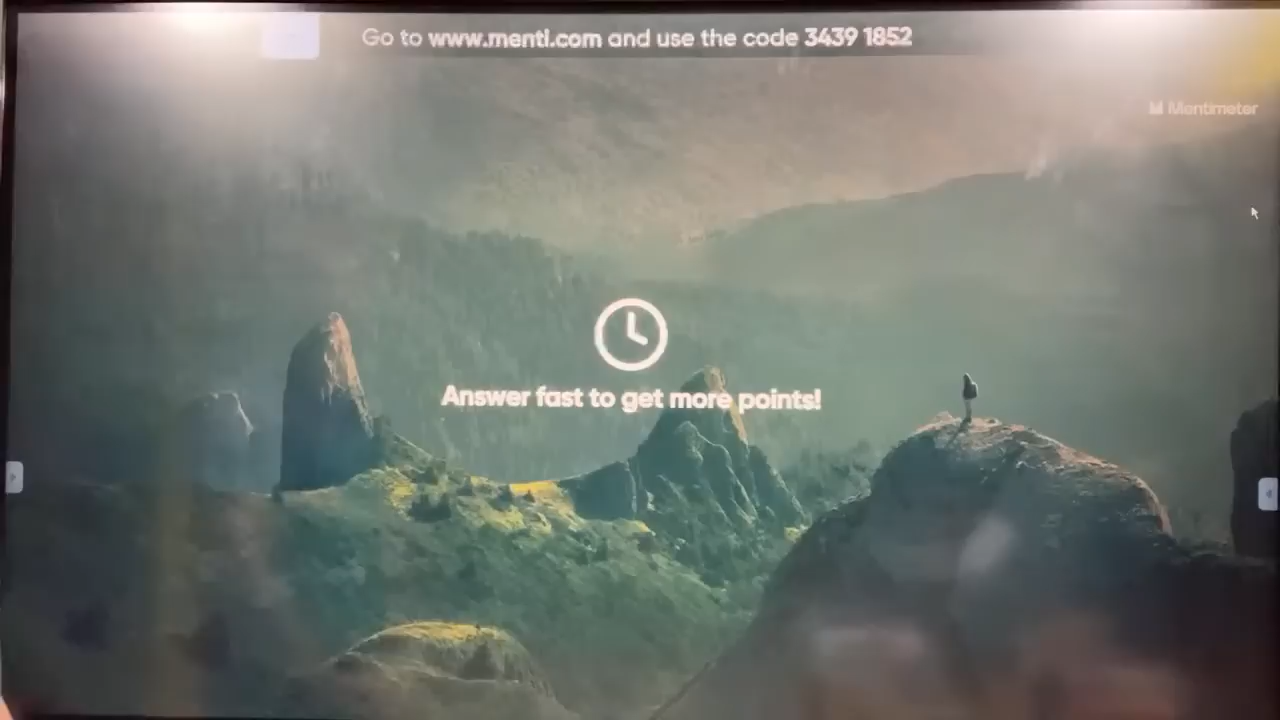 Go to www.menti.com and use the code 3439 1852
Mentimeter
Answer fast to get more points!